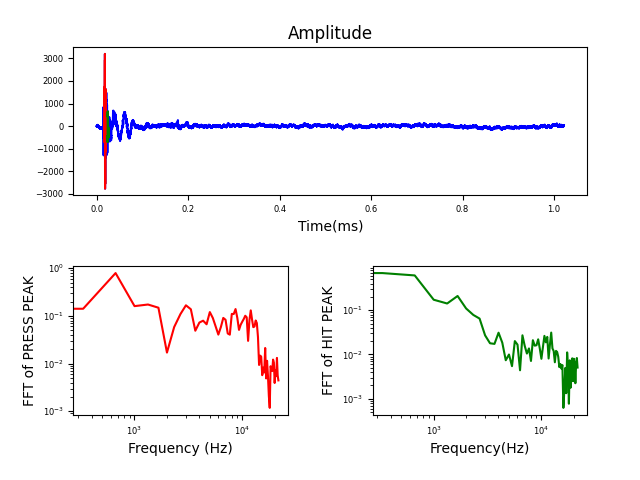 Amplitude
3000
2000
1000
0
−1000
−2000
−3000
0.0 0.2 0.4 0.6 0.8 1.0
Time(ms)
FFT of PRESS PEAK
10⁰
10⁻¹
10⁻²
10⁻³
10³ 10⁴
Frequency (Hz)
FFT of HIT PEAK
10⁻¹
10⁻²
10⁻³
10³ 10⁴
Frequency(Hz)